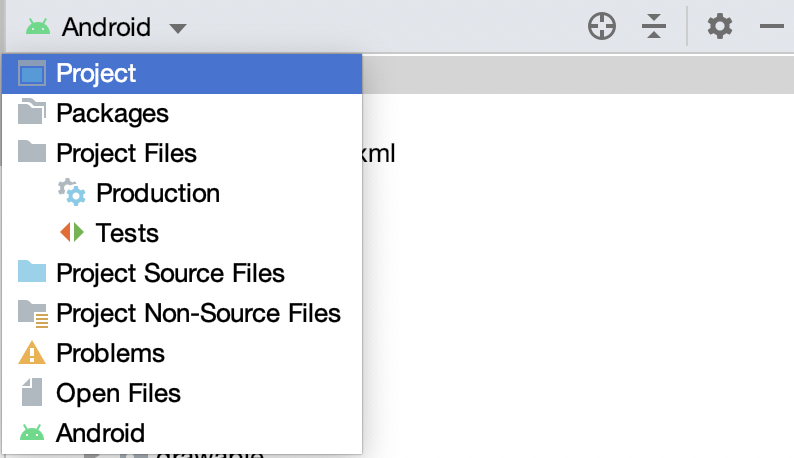 Android
Project
Packages
Project Files
xml
Production
Tests
Project Source Files
Project Non-Source Files
Problems
Open Files
Android
drawable